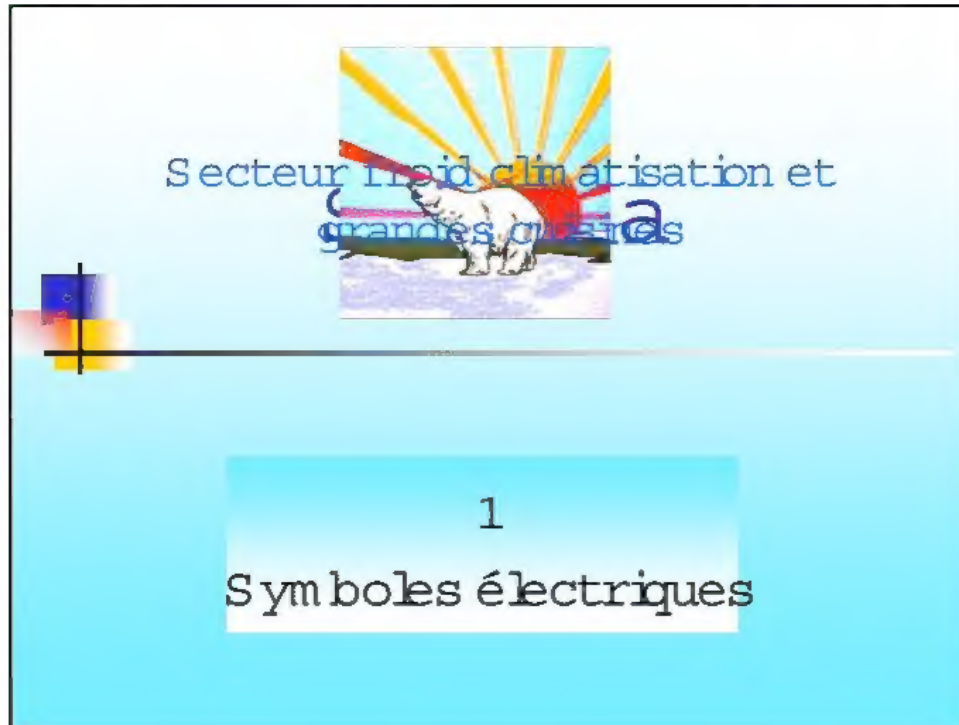 Secteur froid climatisation et
grandes cuisines
1
Symboles électriques